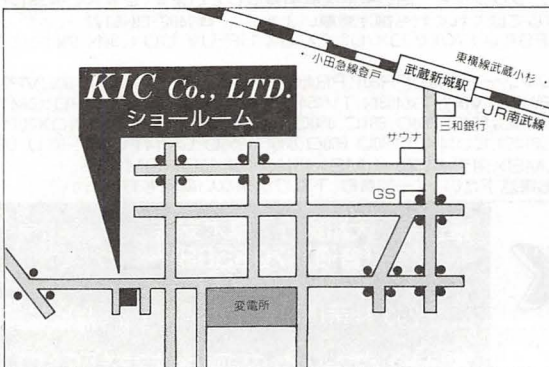 ・小田急線登戸
東横線武蔵小杉・
武蔵新城駅
JR南武線
KIC Co., LTD.
ショールーム
三和銀行
サウナ
GS
変電所